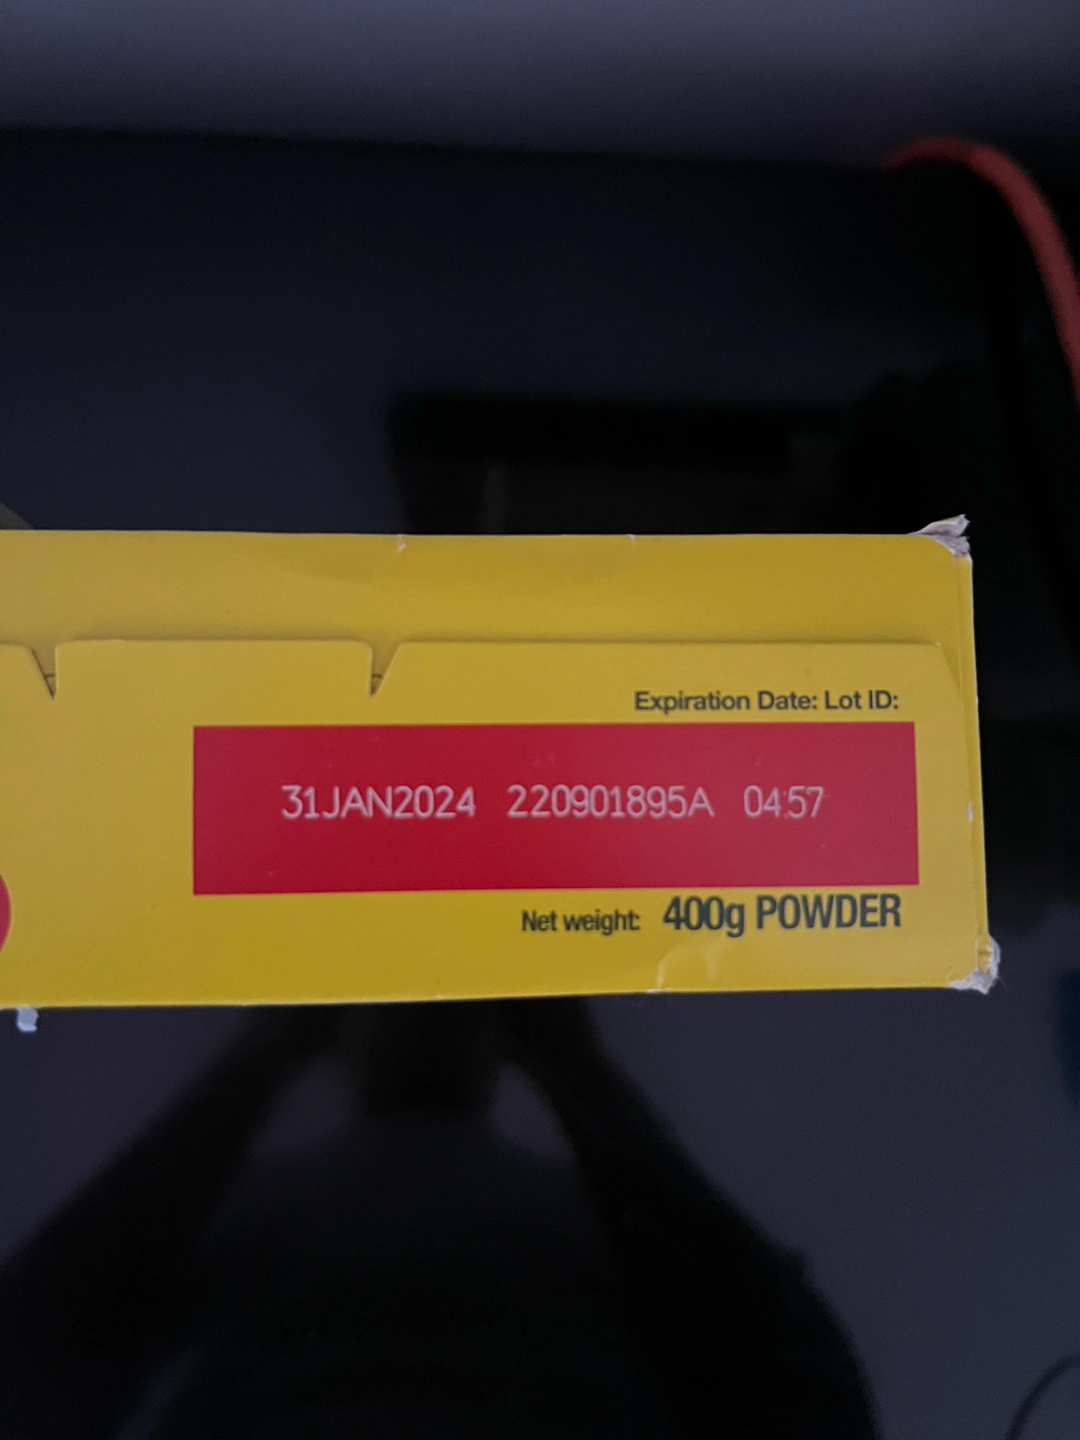 Expiration Date: Lot ID:
31JAN2024 220901895A 04:57
Net weight: 400g POWDER